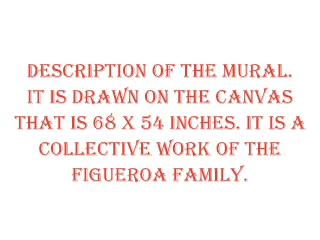 DESCRIPTION OF THE MURAL.
IT IS DRAWN ON THE CANVAS
THAT IS 68 X 54 INCHES. IT IS A
COLLECTIVE WORK OF THE
FIGUEROA FAMILY.